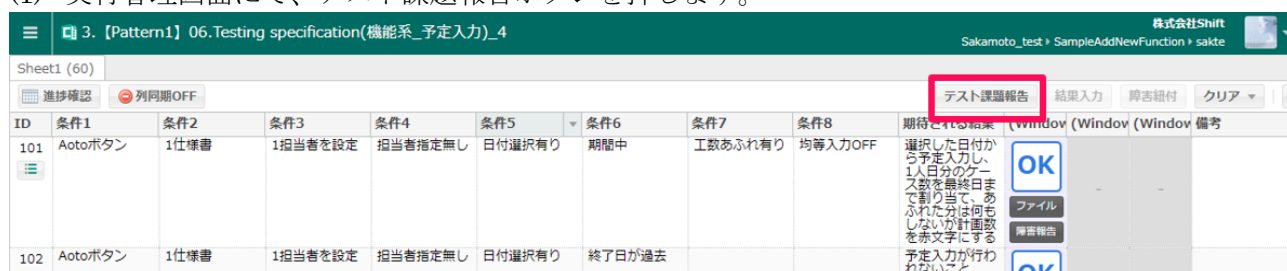 (1) 実行管理画面にて、テスト課題報告ボタンを押します。
3.【Pattern1】06.Testing specification(機能系_予定入力)_4
株式会社Shift
Sakamoto_test › SampleAddNewFunction › sakte
Sheet1 (60)
進捗確認 列同期OFF テスト課題報告 結果入力 障害紐付 クリア
ID 条件1 条件2 条件3 条件4 条件5 条件6 条件7 条件8 期待される結果 (Window (Window (Window 備考
101 Aotoボタン 1仕様書 1担当者を設定 担当者指定無し 日付選択有り 期間中 工数あふれ有り 均等入力OFF
選択した日付か
ら予定入力し、
1人日分のケー
ス数を最終日ま
で割り当て、あ
ふれた分は何も
しないが計画数
を赤文字にする
OK - -
ファイル
障害報告
102 Aotoボタン 1仕様書 1担当者を設定 担当者指定無し 日付選択有り 終了日が過去
予定入力が行わ
れないこと
OK